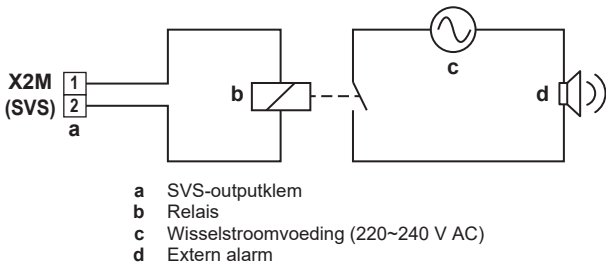 c
X2M 1
b
d
(SVS) 2
a
a SVS-outputklem
b Relais
c Wisselstroomvoeding (220~240 V AC)
d Extern alarm